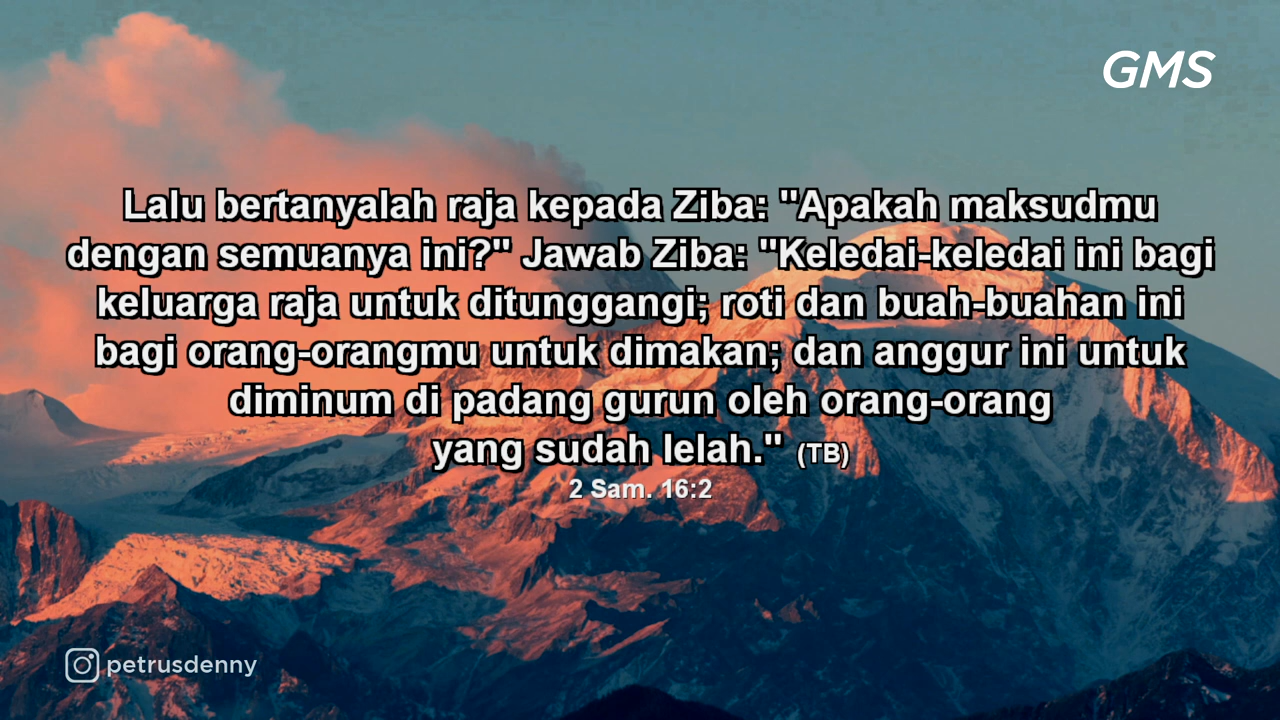 GMS
Lalu bertanyalah raja kepada Ziba: "Apakah maksudmu
dengan semuanya ini?" Jawab Ziba: "Keledai-keledai ini bagi
keluarga raja untuk ditunggangi; roti dan buah-buahan ini
bagi orang-orangmu untuk dimakan; dan anggur ini untuk
diminum di padang gurun oleh orang-orang
yang sudah lelah." (TB)
2 Sam. 16:2
petrusdenny